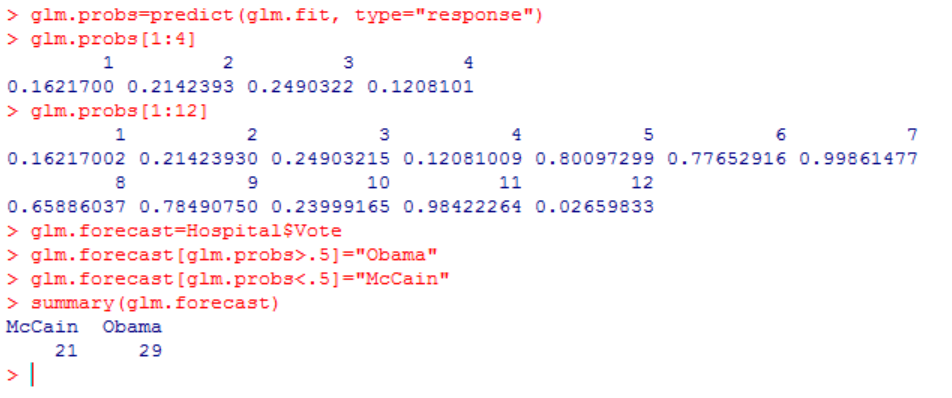 > glm.probs=predict(glm.fit, type="response")
> glm.probs[1:4]
1 2 3 4
0.1621700 0.2142393 0.2490322 0.1208101
> glm.probs[1:12]
1 2 3 4 5 6 7
0.16217002 0.21423930 0.24903215 0.12081009 0.80097299 0.77652916 0.99861477
8 9 10 11 12
0.65886037 0.78490750 0.23999165 0.98422264 0.02659833
> glm.forecast=Hospital$Vote
> glm.forecast[glm.probs>.5]="Obama"
> glm.forecast[glm.probs<.5]="McCain"
> summary(glm.forecast)
McCain Obama
21 29
>